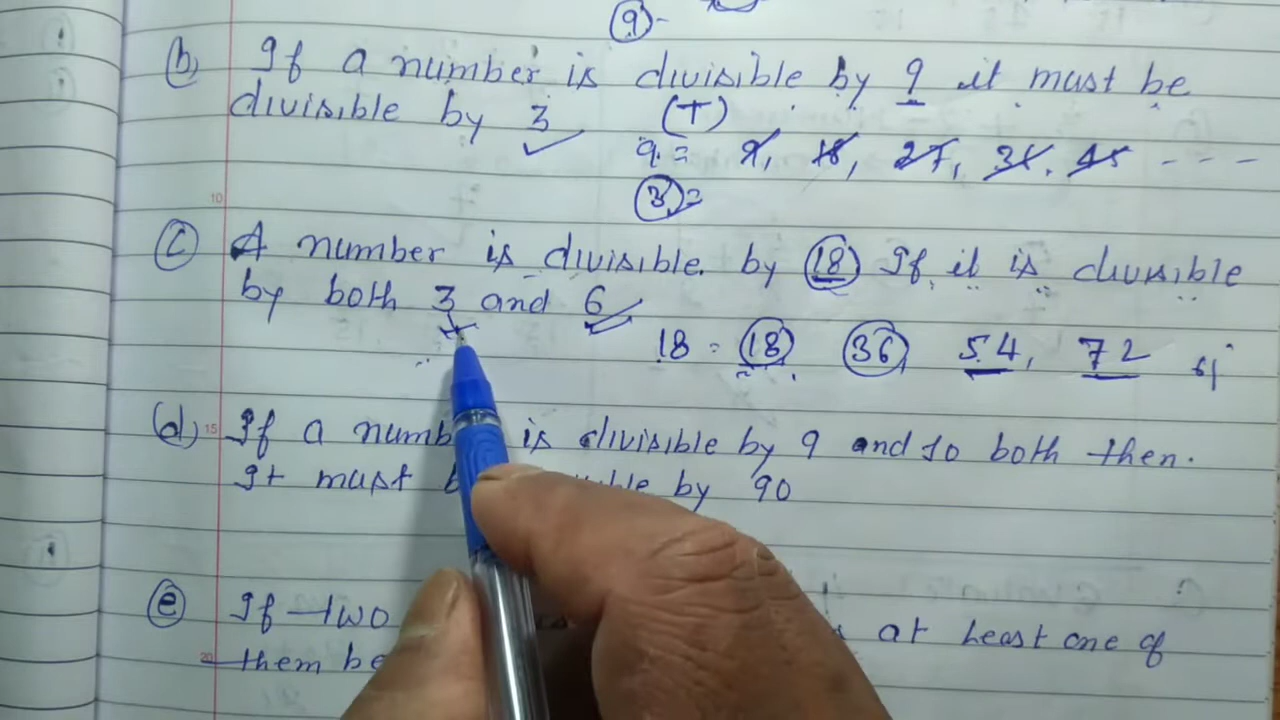 (9)-
(b) If a number is divisible by 9 it must be
divisible by 3 (T)
9 = 9, 18, 27, 36, 45 ---
(3)=
10
(c) A number is divisible. by (18) If it is divisible
by both 3 and 6
18 = (18) (36) 54, 72
(d) 15 If a numb is divisible by 9 and 10 both then.
It must by 90
(e) If two at least one of
20 them be